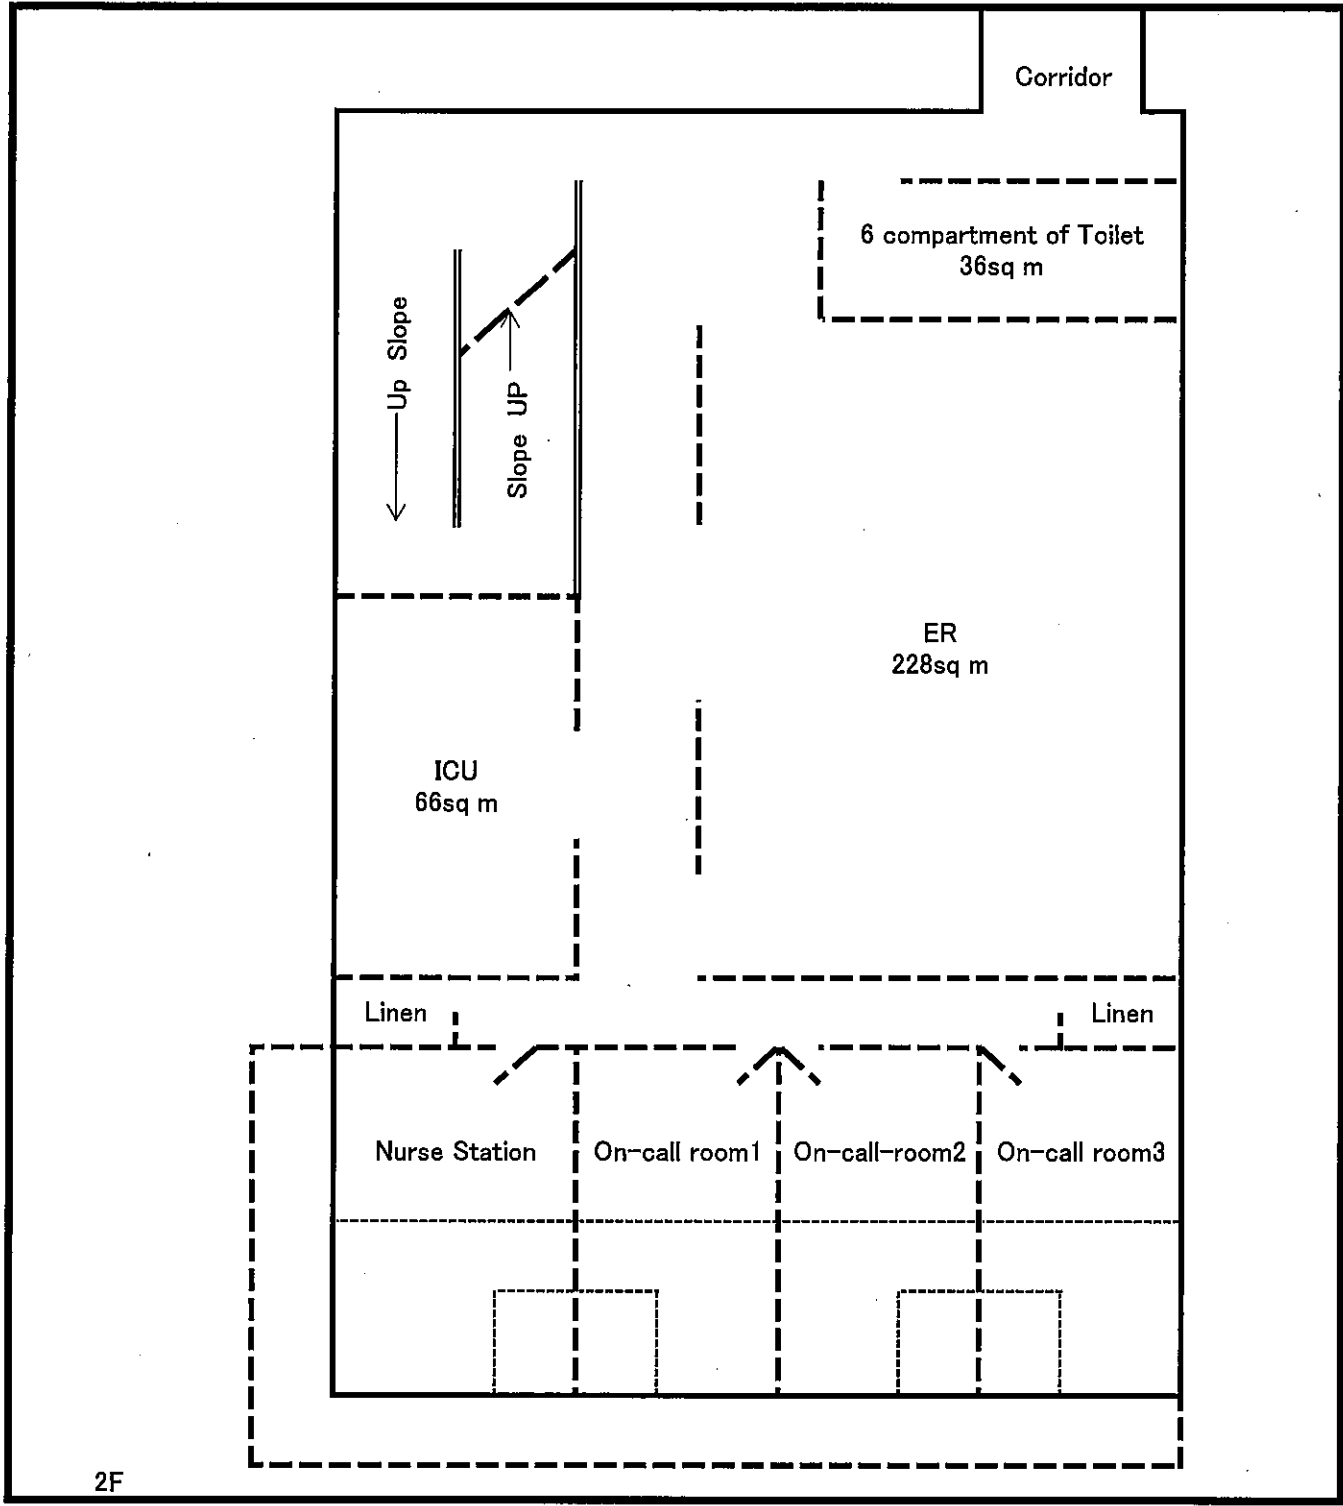 Corridor
6 compartment of Toilet
36sq m
Up Slope
Slope UP
ER
228sq m
ICU
66sq m
Linen
Linen
Nurse Station
On-call room1
On-call-room2
On-call room3
2F